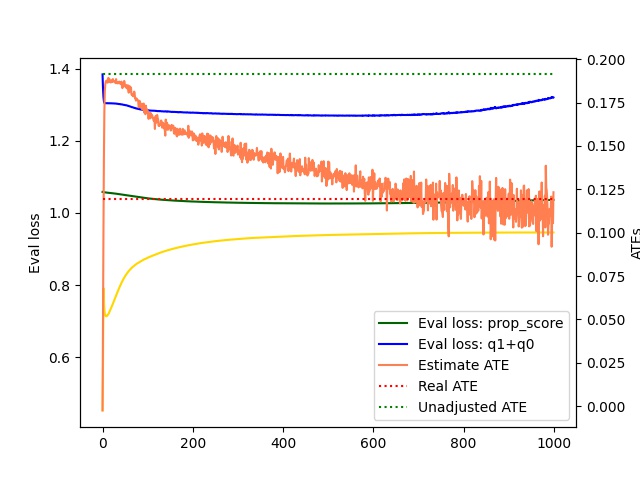 1.4
1.2
1.0
0.8
0.6
Eval loss
0.200
0.175
0.150
0.125
0.100
0.075
0.050
0.025
0.000
ATEs
Eval loss: prop_score
Eval loss: q1+q0
Estimate ATE
Real ATE
Unadjusted ATE
0 200 400 600 800 1000